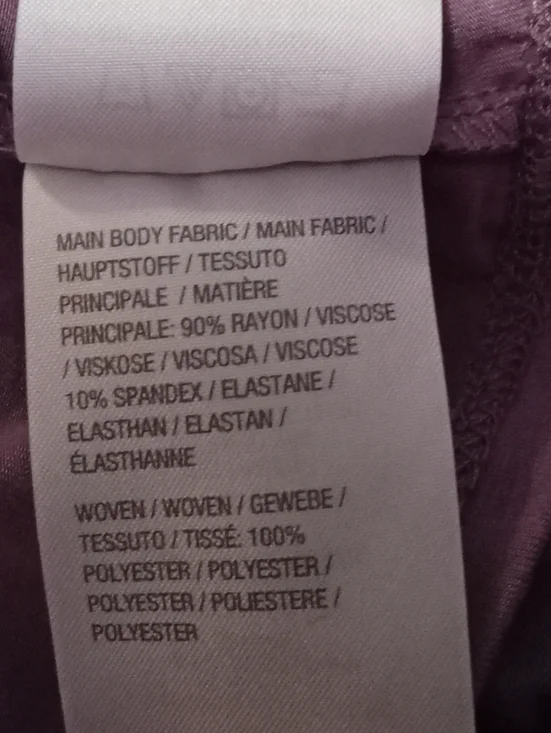 MAIN BODY FABRIC / MAIN FABRIC /
HAUPTSTOFF / TESSUTO
PRINCIPALE / MATIÈRE
PRINCIPALE: 90% RAYON / VISCOSE
/ VISKOSE / VISCOSA / VISCOSE
10% SPANDEX / ELASTANE /
ELASTHAN / ELASTAN /
ÉLASTHANNE
WOVEN / WOVEN / GEWEBE /
TESSUTO / TISSÉ: 100%
POLYESTER / POLYESTER /
POLYESTER / POLIESTERE /
POLYESTER